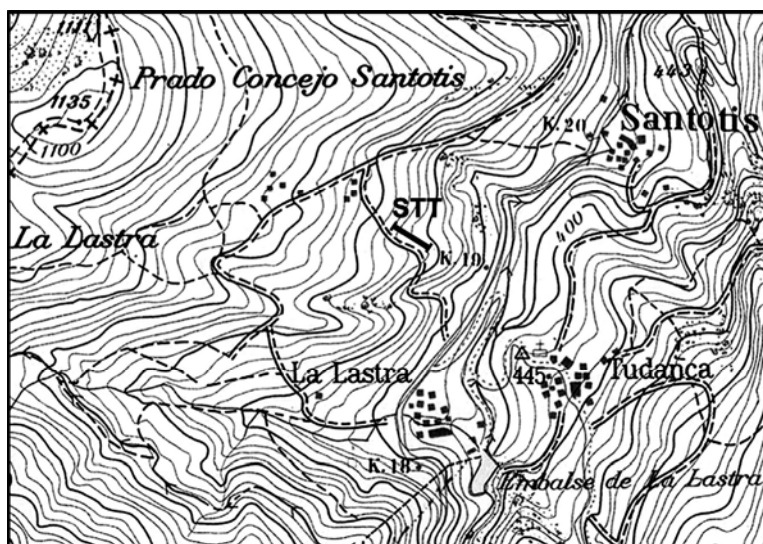 1135
1100
Prado Concejo Santotis
443
K.20
Santotis
STT
La Lastra
K.19
400
La Lastra
445
Tudanca
K.18
Embalse de La Lastra